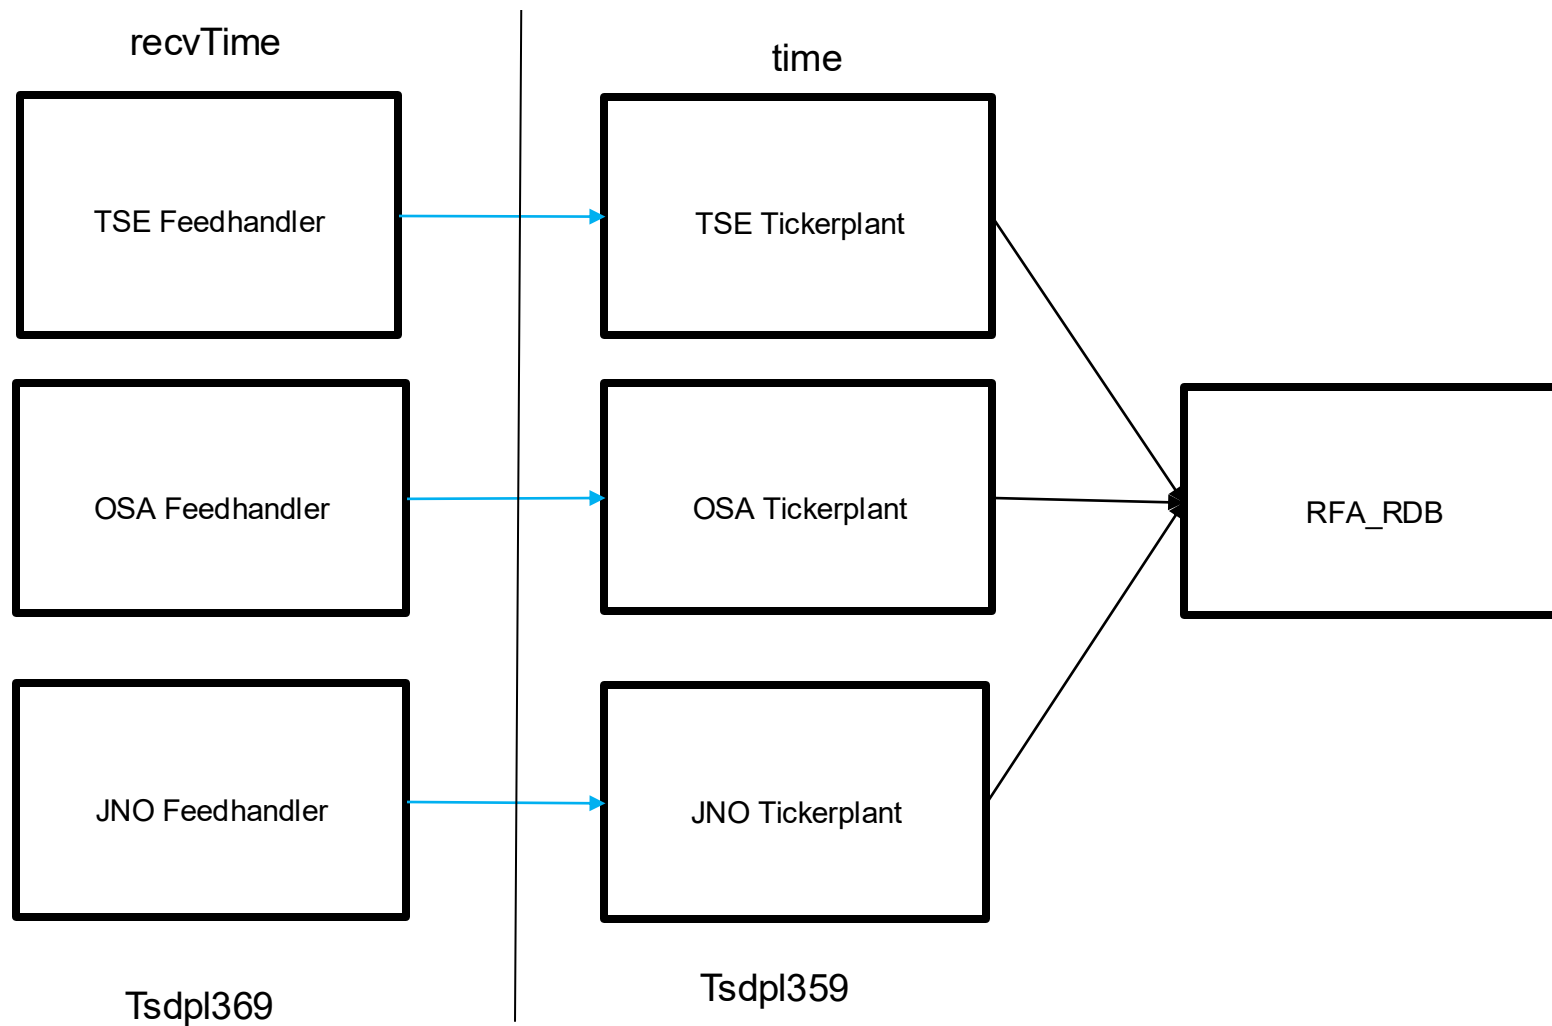 recvTime
time
TSE Feedhandler
TSE Tickerplant
OSA Feedhandler
OSA Tickerplant
RFA_RDB
JNO Feedhandler
JNO Tickerplant
Tsdpl369
Tsdpl359